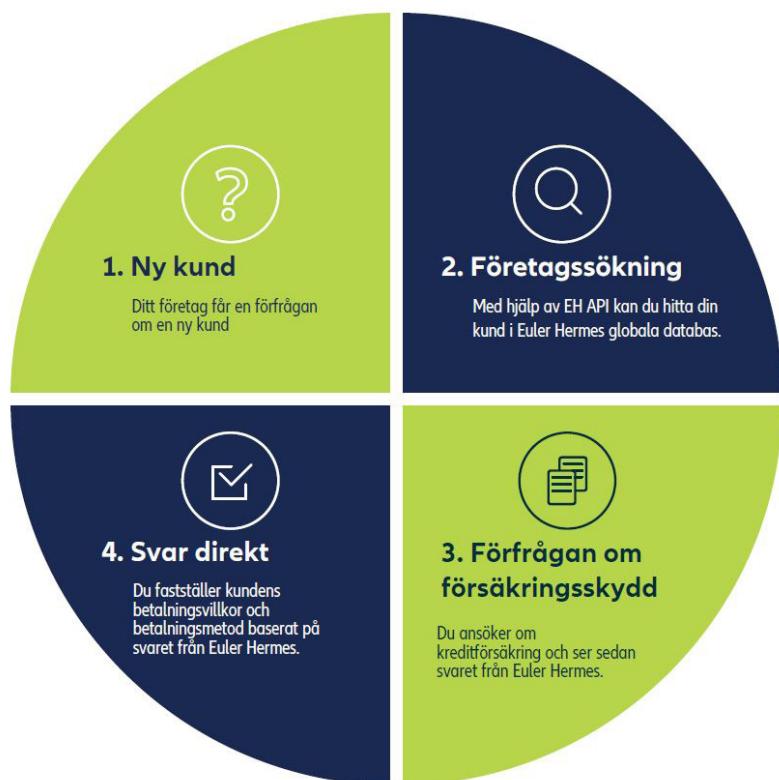 1. Ny kund
Ditt företag får en förfrågan
om en ny kund
2. Företagssökning
Med hjälp av EH API kan du hitta din
kund i Euler Hermes globala databas.
3. Förfrågan om
försäkringsskydd
Du ansöker om
kreditförsäkring och ser sedan
svaret från Euler Hermes.
4. Svar direkt
Du fastställer kundens
betalningsvillkor och
betalningsmetod baserat på
svaret från Euler Hermes.